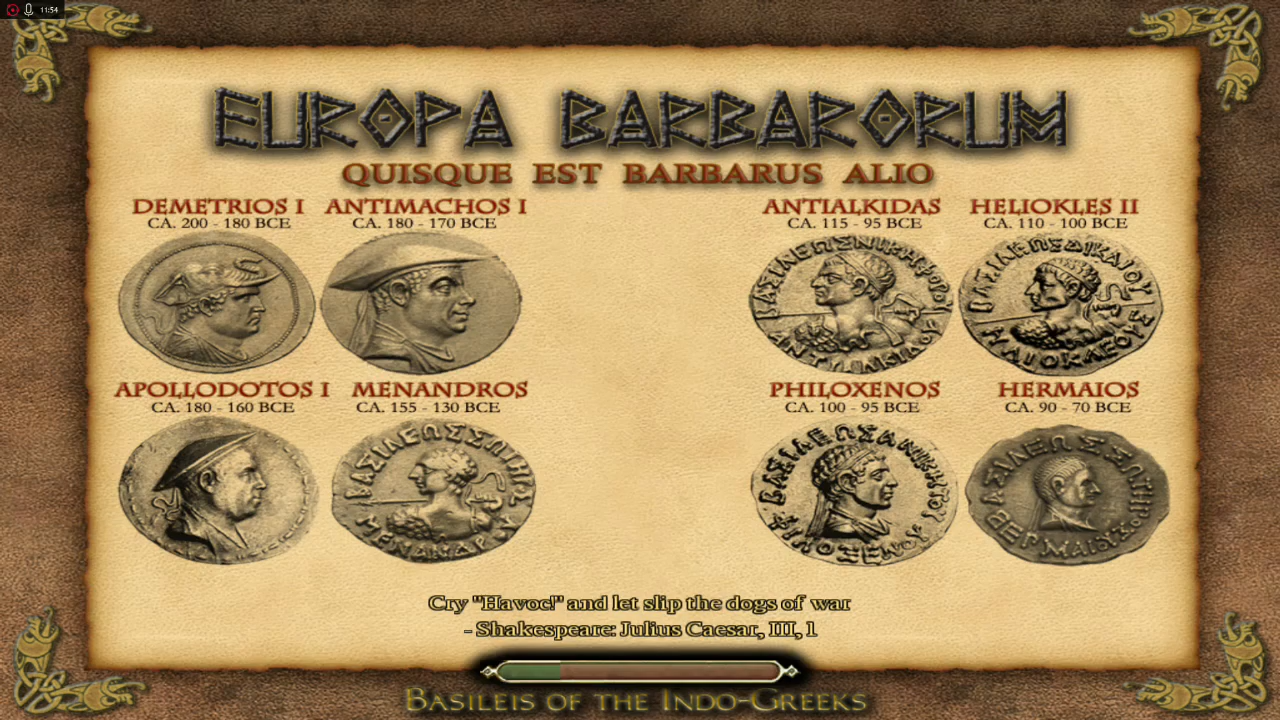 11:54
EUROPA BARBARORUM
QUISQUE EST BARBARUS ALIO
DEMETRIOS I
CA. 200 - 180 BCE
ANTIMACHOS I
CA. 180 - 170 BCE
ANTIALKIDAS
CA. 115 - 95 BCE
HELIOKLES II
CA. 110 - 100 BCE
APOLLODOTOS I
CA. 180 - 160 BCE
MENANDROS
CA. 155 - 130 BCE
PHILOXENOS
CA. 100 - 95 BCE
HERMAIOS
CA. 90 - 70 BCE
Cry "Havoc!" and let slip the dogs of war
- Shakespeare: Julius Caesar, III, 1
BASILEIS OF THE INDO-GREEKS